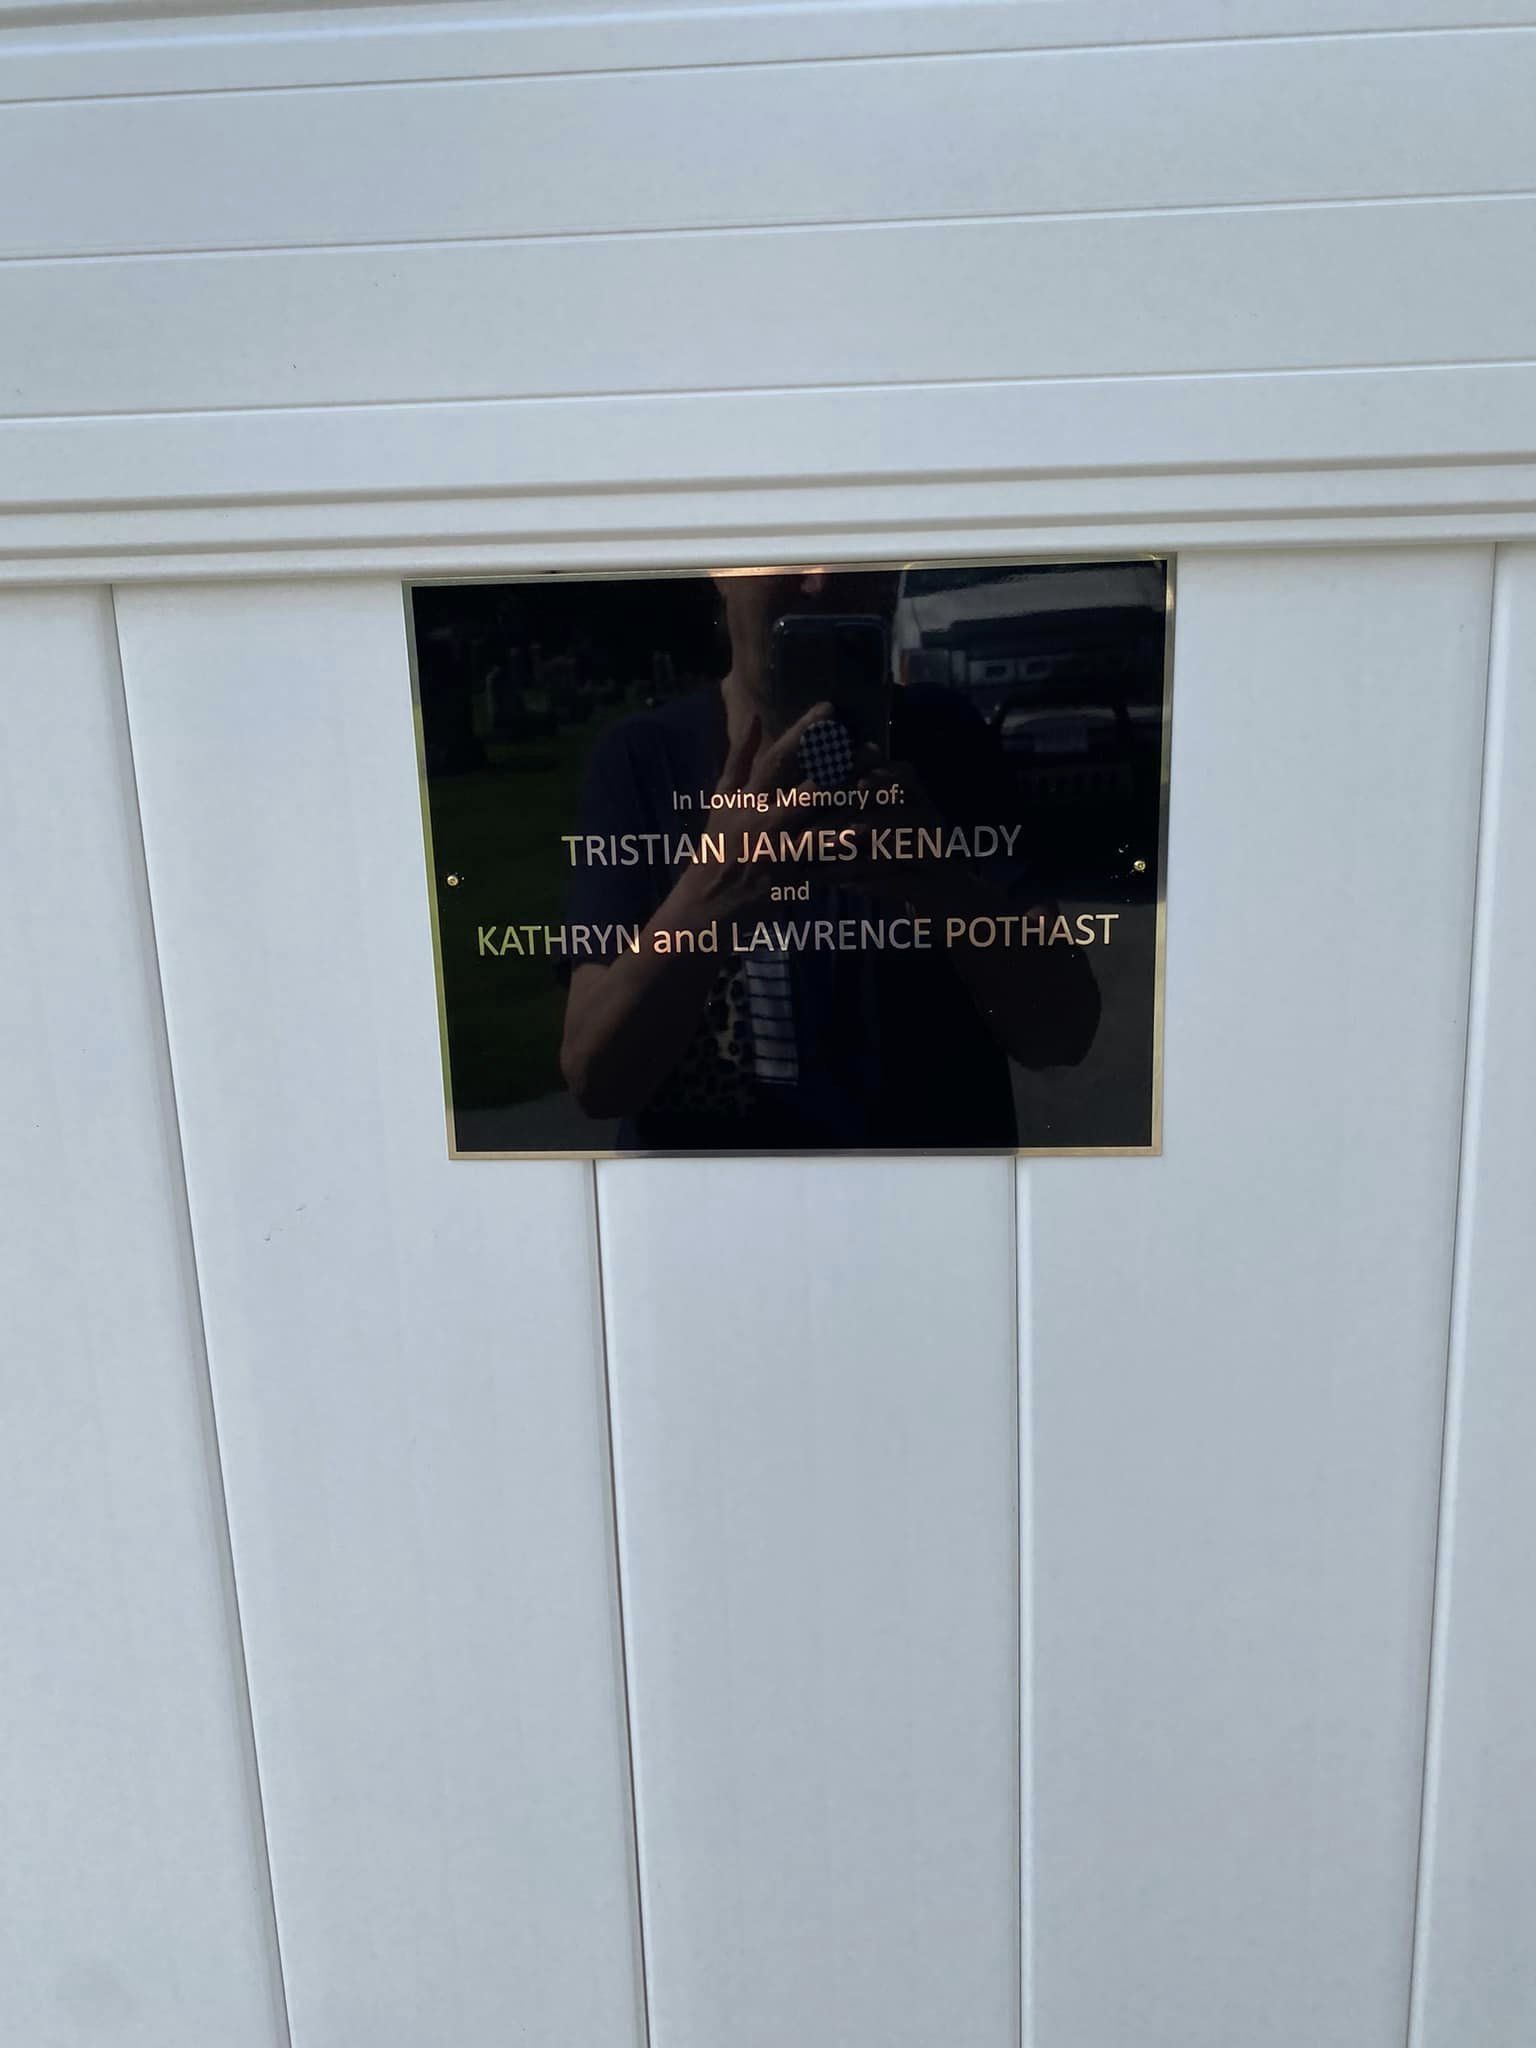 In Loving Memory of:
TRISTIAN JAMES KENADY
and
KATHRYN and LAWRENCE POTHAST